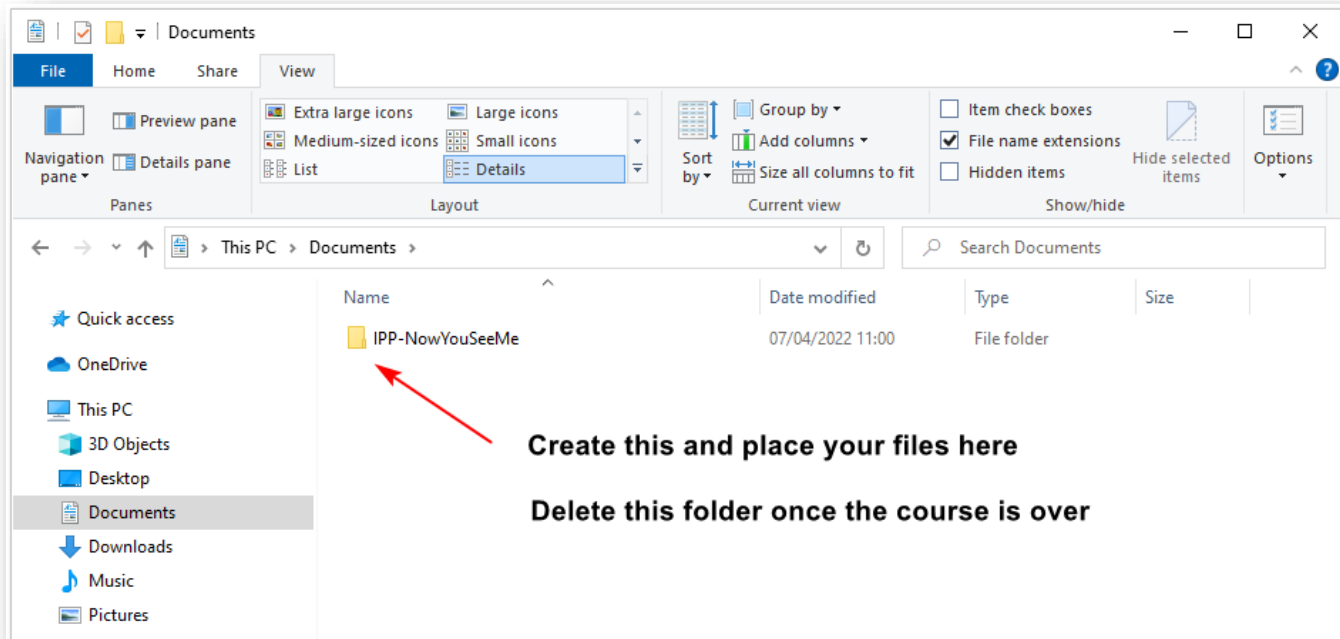 Documents
File Home Share View
Navigation pane
Preview pane
Details pane
Panes
Extra large icons Large icons
Medium-sized icons Small icons
List Details
Layout
Sort by
Group by
Add columns
Size all columns to fit
Current view
Item check boxes
File name extensions
Hidden items
Hide selected items
Show/hide
Options
This PC > Documents >
Search Documents
Name Date modified Type Size
IPP-NowYouSeeMe 07/04/2022 11:00 File folder
Quick access
OneDrive
This PC
3D Objects
Desktop
Documents
Downloads
Music
Pictures
Create this and place your files here
Delete this folder once the course is over